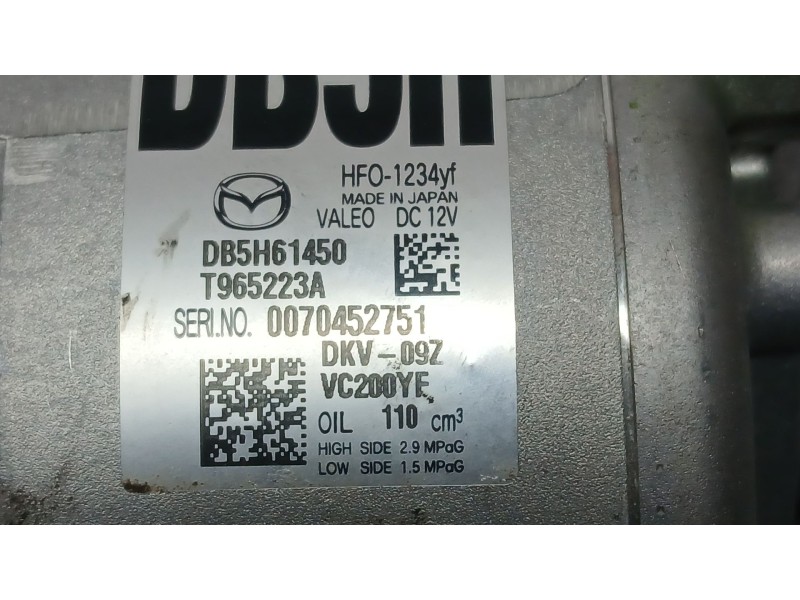 DB5H
HFO-1234yf
MADE IN JAPAN
VALEO DC 12V
DB5H61450
T965223A
SERI.NO. 0070452751
DKV-09Z
VC200YE
OIL 110 cm³
HIGH SIDE 2.9 MPaG
LOW SIDE 1.5 MPaG